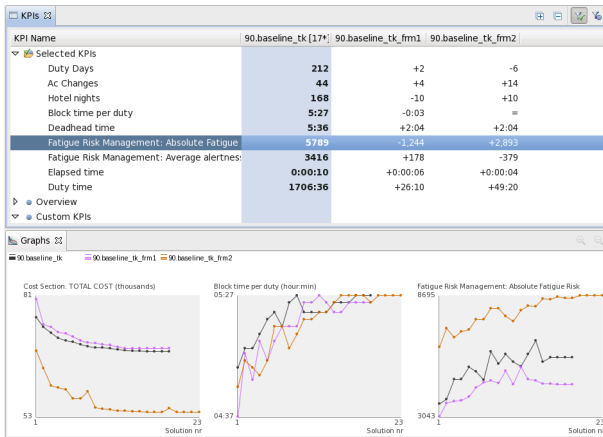 KPIs
KPI Name 90.baseline_tk [17* 90.baseline_tk_frm1 90.baseline_tk_frm2
Selected KPIs
Duty Days 212 +2 -6
Ac Changes 44 +4 +14
Hotel nights 168 -10 +10
Block time per duty 5:27 -0:03 =
Deadhead time 5:36 +2:04 +2:04
Fatigue Risk Management: Absolute Fatigue 5789 -1,244 +2,893
Fatigue Risk Management: Average alertnes: 3416 +178 -379
Elapsed time 0:00:10 +0:00:06 +0:00:04
Duty time 1706:36 +26:10 +49:20
Overview
Custom KPIs
Graphs
90.baseline_tk 90.baseline_tk_frm1 90.baseline_tk_frm2
Cost Section: TOTAL COST (thousands) Block time per duty (hour:min) Fatigue Risk Management: Absolute Fatigue Risk
81 05:27 8695
53 04:37 3043
1 23 1 23 1 23
Solution nr Solution nr Solution nr